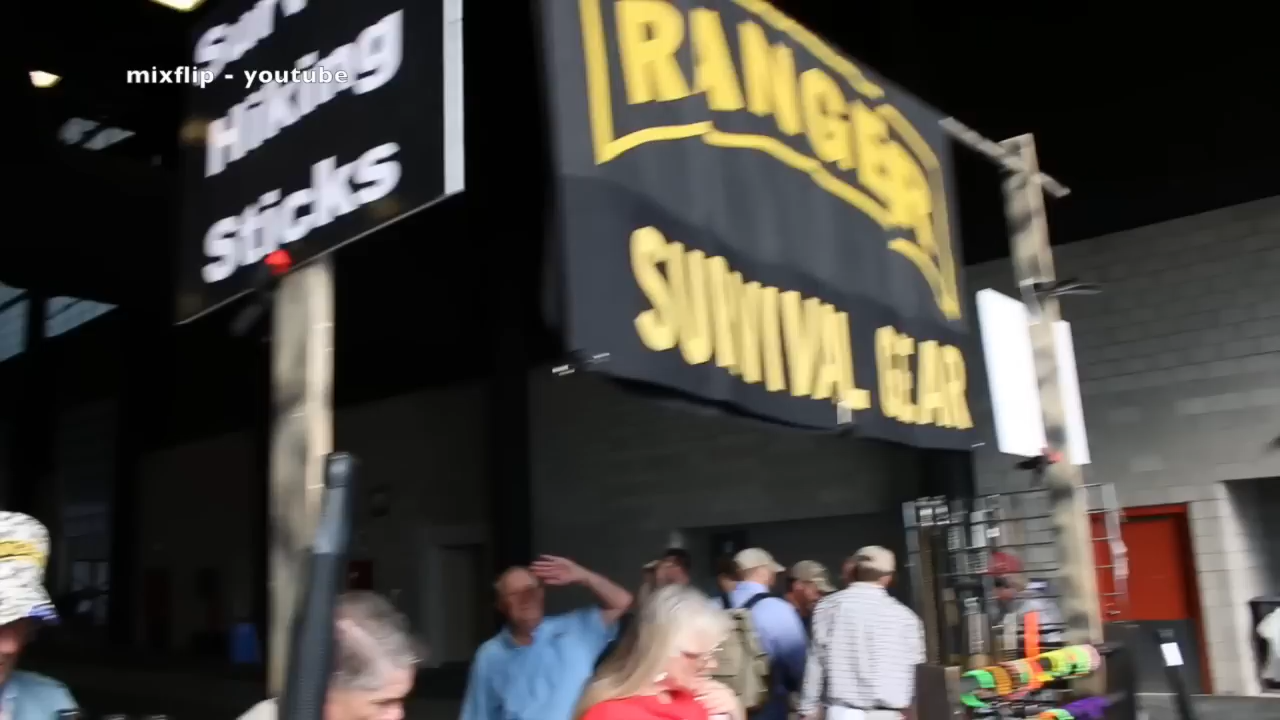 mixflip - youtube
Hiking
Sticks
RANGER
SURVIVAL GEAR